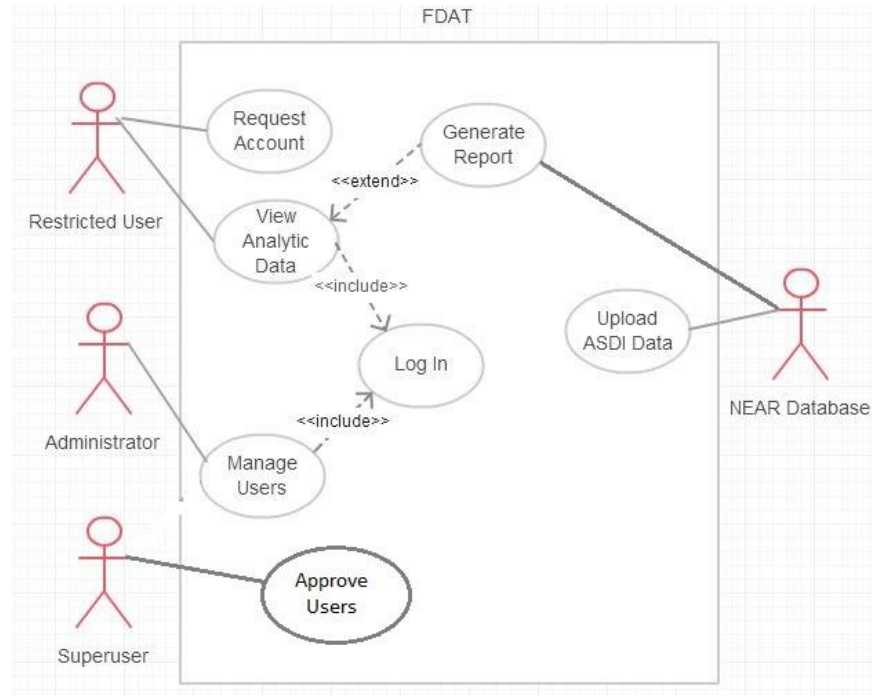 FDAT
Request
Account
Generate
Report
<<extend>>
Restricted User
View
Analytic
Data
<<include>>
Upload
ASDI Data
Log In
NEAR Database
<<include>>
Administrator
Manage
Users
Approve
Users
Superuser